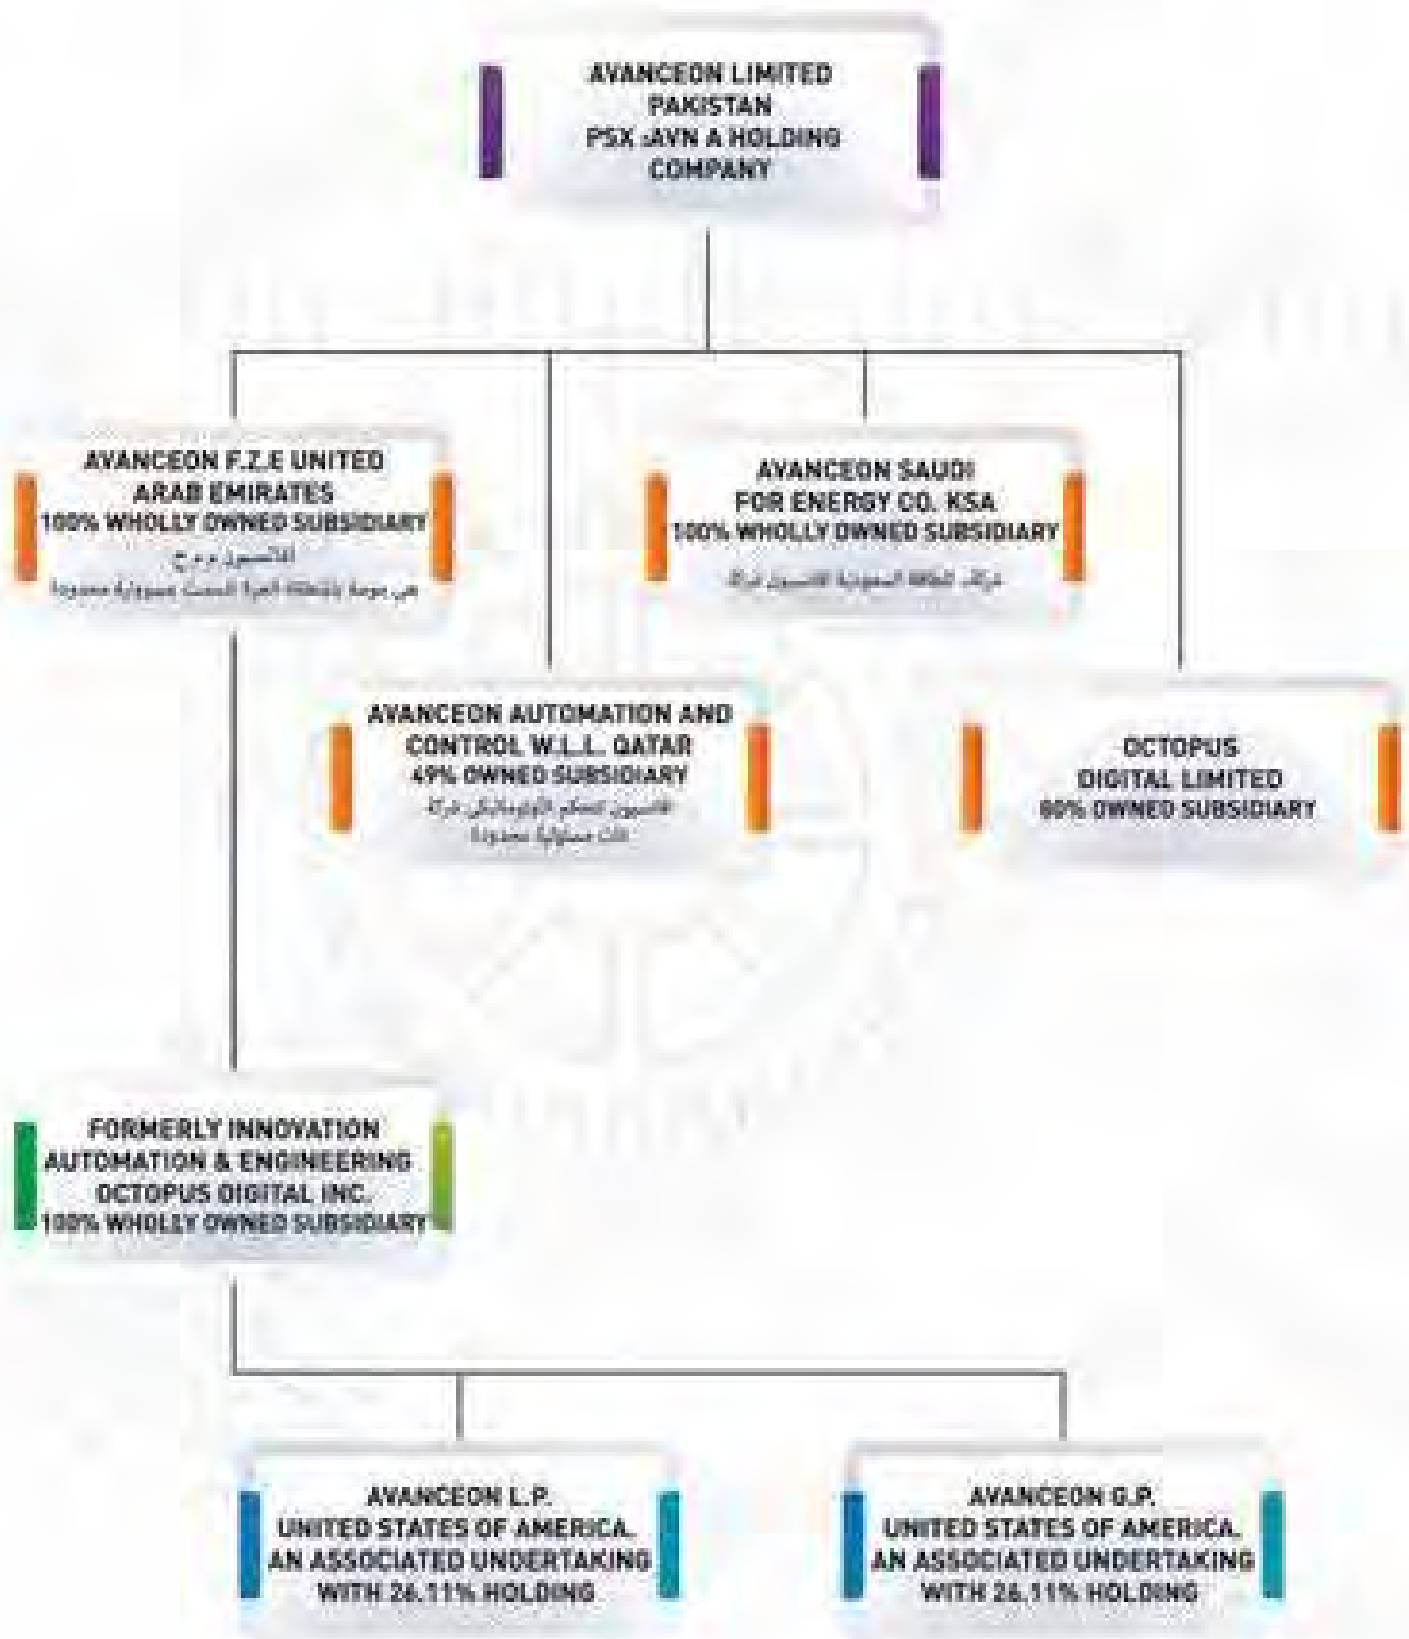 AVANCEON LIMITED
PAKISTAN
PSX :AVN A HOLDING
COMPANY
AVANCEON F.Z.E UNITED
ARAB EMIRATES
100% WHOLLY OWNED SUBSIDIARY
AVANCEON SAUDI
FOR ENERGY CO. KSA
100% WHOLLY OWNED SUBSIDIARY
AVANCEON AUTOMATION AND
CONTROL W.L.L. QATAR
49% OWNED SUBSIDIARY
ذات مسئولية محدودة
OCTOPUS
DIGITAL LIMITED
80% OWNED SUBSIDIARY
FORMERLY INNOVATION
AUTOMATION & ENGINEERING
OCTOPUS DIGITAL INC.
100% WHOLLY OWNED SUBSIDIARY
AVANCEON L.P.
UNITED STATES OF AMERICA.
AN ASSOCIATED UNDERTAKING
WITH 26.11% HOLDING
AVANCEON G.P.
UNITED STATES OF AMERICA.
AN ASSOCIATED UNDERTAKING
WITH 26.11% HOLDING